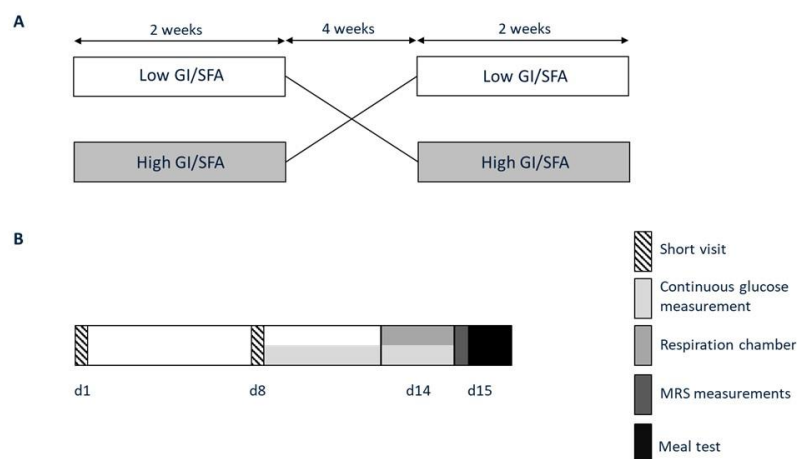 A
2 weeks
4 weeks
2 weeks
Low GI/SFA
Low GI/SFA
High GI/SFA
High GI/SFA
B
Short visit
Continuous glucose
measurement
Respiration chamber
MRS measurements
Meal test
d1
d8
d14
d15